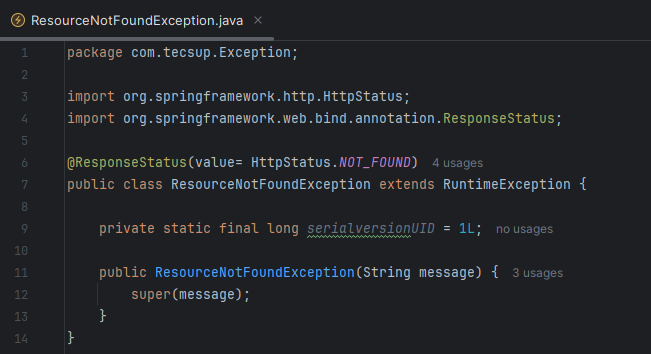 ResourceNotFoundException.java ×
1 package com.tecsup.Exception;
2
3 import org.springframework.http.HttpStatus;
4 import org.springframework.web.bind.annotation.ResponseStatus;
5
6 @ResponseStatus(value= HttpStatus.NOT_FOUND) 4 usages
7 public class ResourceNotFoundException extends RuntimeException {
8
9     private static final long serialversionUID = 1L; no usages
10
11     public ResourceNotFoundException(String message) { 3 usages
12         super(message);
13     }
14 }